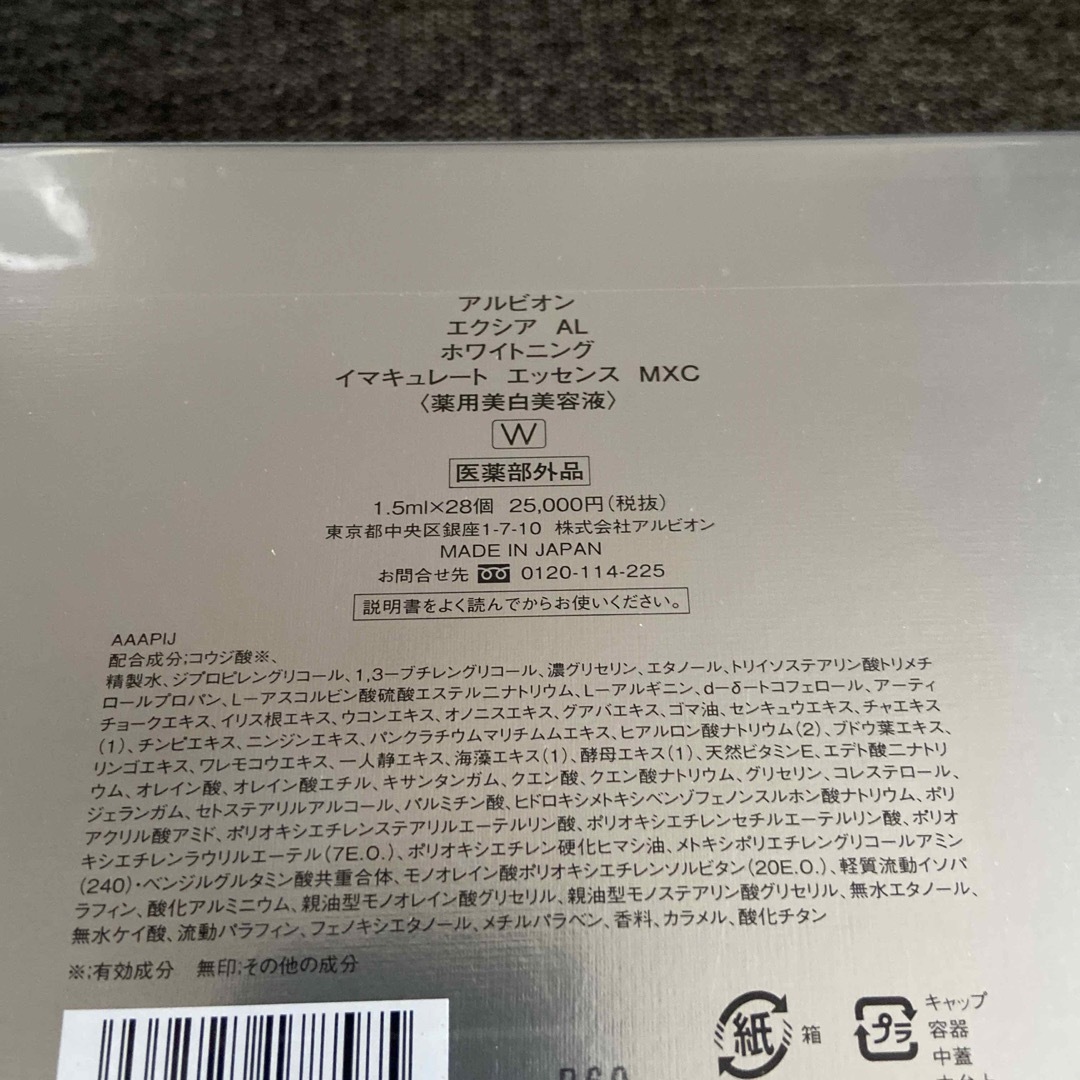 アルビオン
エクシア AL
ホワイトニング
イマキュレート エッセンス MXC
〈薬用美白美容液〉
W
医薬部外品
1.5ml×28個 25,000円(税抜)
東京都中央区銀座1-7-10 株式会社アルビオン
MADE IN JAPAN
お問合せ先 0120-114-225
説明書をよく読んでからお使いください。
AAAPIJ
配合成分;コウジ酸※、
精製水、ジプロピレングリコール、1,3-ブチレングリコール、濃グリセリン、エタノール、トリイソステアリン酸トリメチ
ロールプロパン、L-アスコルビン酸硫酸エステル二ナトリウム、L-アルギニン、d-δ-トコフェロール、アーティ
チョークエキス、イリス根エキス、ウコンエキス、オノニスエキス、グアバエキス、ゴマ油、センキュウエキス、チャエキス
(1)、チンピエキス、ニンジンエキス、パンクラチウムマリチムムエキス、ヒアルロン酸ナトリウム(2)、ブドウ葉エキス、
リンゴエキス、ワレモコウエキス、一人静エキス、海藻エキス(1)、酵母エキス(1)、天然ビタミンE、エデト酸二ナトリ
ウム、オレイン酸、オレイン酸エチル、キサンタンガム、クエン酸、クエン酸ナトリウム、グリセリン、コレステロール、
ジェランガム、セトステアリルアルコール、パルミチン酸、ヒドロキシメトキシベンゾフェノンスルホン酸ナトリウム、ポリ
アクリル酸アミド、ポリオキシエチレンステアリルエーテルリン酸、ポリオキシエチレンセチルエーテルリン酸、ポリオ
キシエチレンラウリルエーテル(7E.O.)、ポリオキシエチレン硬化ヒマシ油、メトキシポリエチレングリコールアミン
(240)・ベンジルグルタミン酸共重合体、モノオレイン酸ポリオキシエチレンソルビタン(20E.O.)、軽質流動イソパ
ラフィン、酸化アルミニウム、親油型モノオレイン酸グリセリル、親油型モノステアリン酸グリセリル、無水エタノール、
無水ケイ酸、流動パラフィン、フェノキシエタノール、メチルパラベン、香料、カラメル、酸化チタン
※;有効成分 無印;その他の成分
紙 箱
プラ キャップ
容器
中蓋